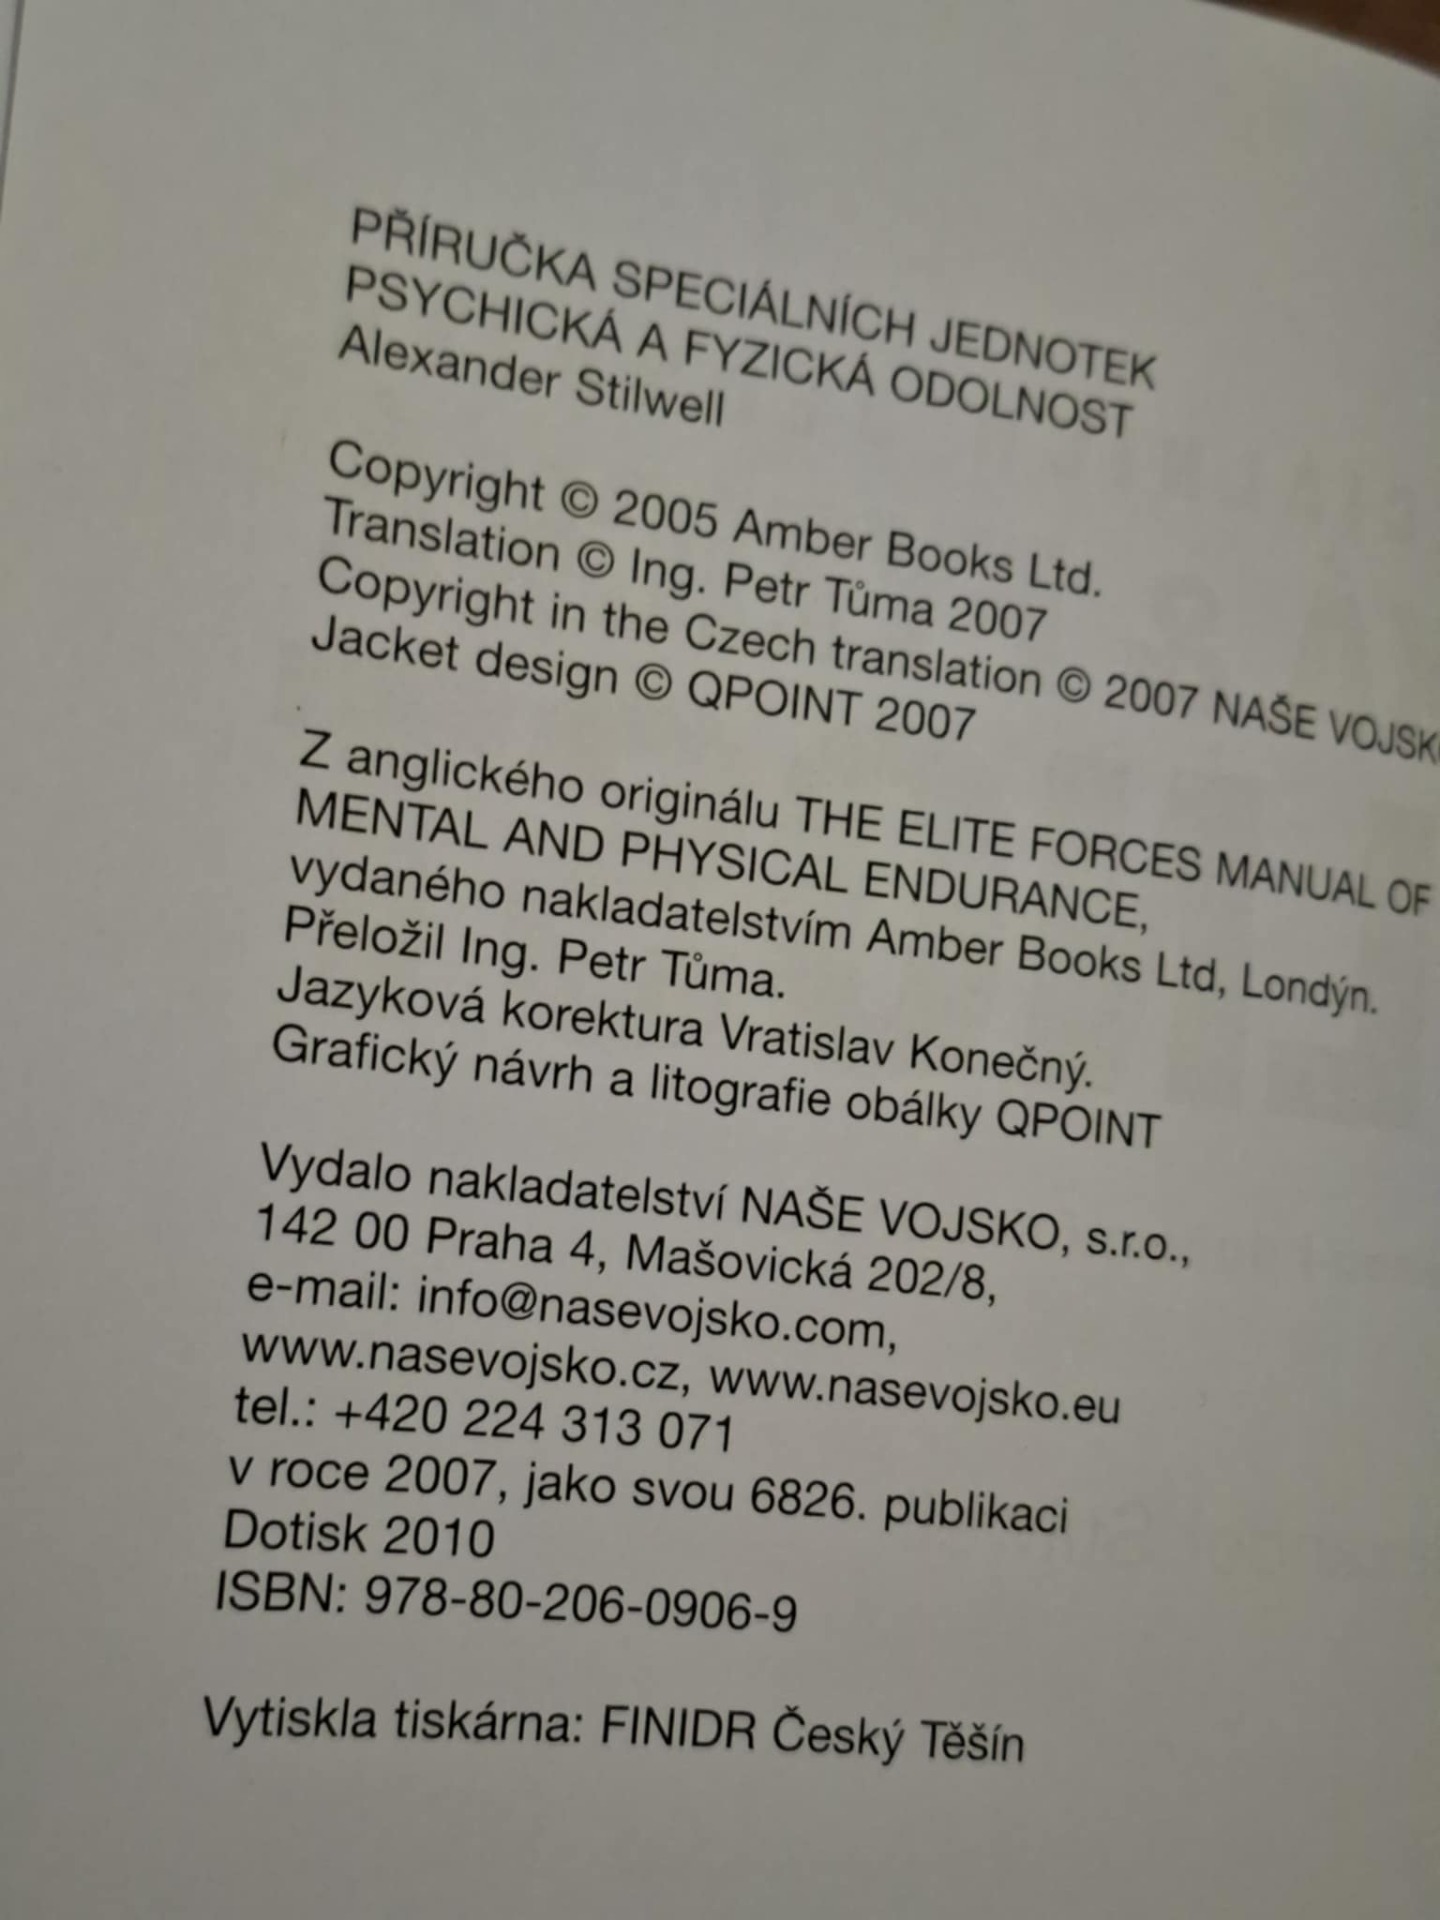 PŘÍRUČKA SPECIÁLNÍCH JEDNOTEK
PSYCHICKÁ A FYZICKÁ ODOLNOST
Alexander Stilwell
Copyright © 2005 Amber Books Ltd.
Translation © Ing. Petr Tůma 2007
Copyright in the Czech translation © 2007 NAŠE VOJSK
Jacket design © QPOINT 2007
Z anglického originálu THE ELITE FORCES MANUAL OF
MENTAL AND PHYSICAL ENDURANCE,
vydaného nakladatelstvím Amber Books Ltd, Londýn.
Přeložil Ing. Petr Tůma.
Jazyková korektura Vratislav Konečný.
Grafický návrh a litografie obálky QPOINT
Vydalo nakladatelství NAŠE VOJSKO, s.r.o.,
142 00 Praha 4, Mašovická 202/8,
e-mail: info@nasevojsko.com,
www.nasevojsko.cz, www.nasevojsko.eu
tel.: +420 224 313 071
v roce 2007, jako svou 6826. publikaci
Dotisk 2010
ISBN: 978-80-206-0906-9
Vytiskla tiskárna: FINIDR Český Těšín